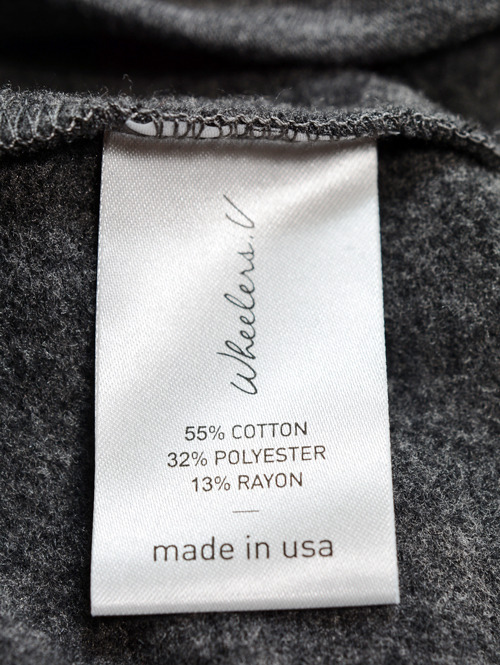 Wheelers.V
55% COTTON
32% POLYESTER
13% RAYON
made in usa